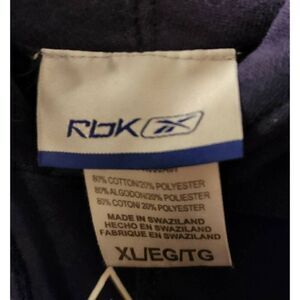 Rbk
80% COTTON/20% POLYESTER
80% ALGODON/20% POLYESTER
80% COTON/ 20% POLYESTER
MADE IN SWAZILAND
HECHO EN SWAZILAND
FABRIQUE EN SWAZILAND
XL/EG/TG